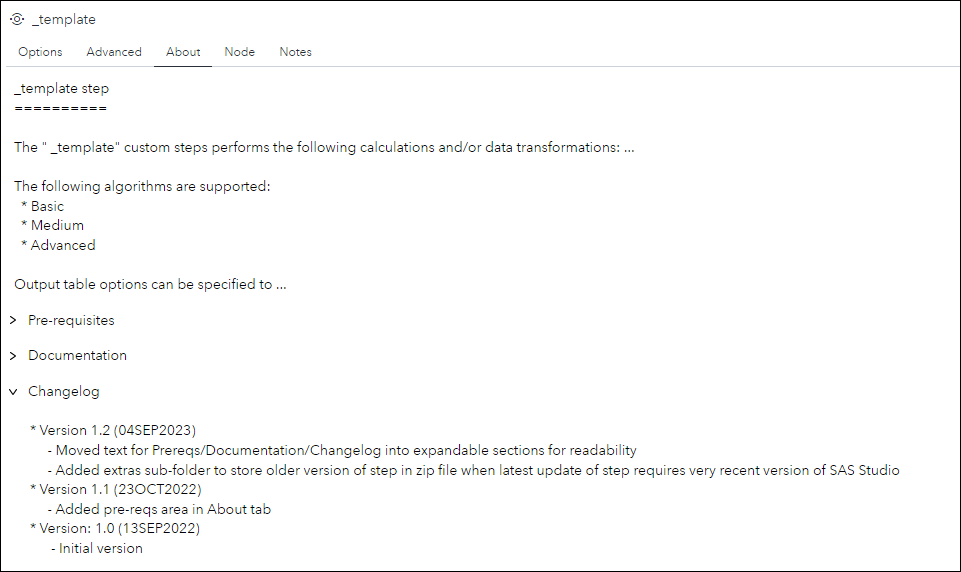 _template
Options Advanced About Node Notes
_template step
==========
The " _template" custom steps performs the following calculations and/or data transformations: ...
The following algorithms are supported:
* Basic
* Medium
* Advanced
Output table options can be specified to ...
Pre-requisites
Documentation
Changelog
* Version 1.2 (04SEP2023)
- Moved text for Prereqs/Documentation/Changelog into expandable sections for readability
- Added extras sub-folder to store older version of step in zip file when latest update of step requires very recent version of SAS Studio
* Version 1.1 (23OCT2022)
- Added pre-reqs area in About tab
* Version: 1.0 (13SEP2022)
- Initial version